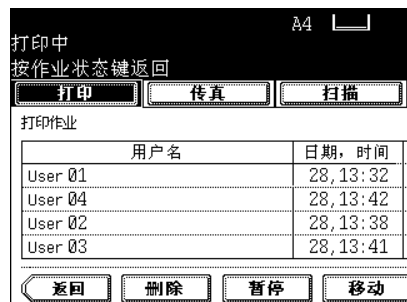 A4
打印中
按作业状态键返回
打印 传真 扫描
打印作业
用户名 日期，时间
User 01 28,13:32
User 04 28,13:42
User 02 28,13:38
User 03 28,13:41
返回 删除 暂停 移动